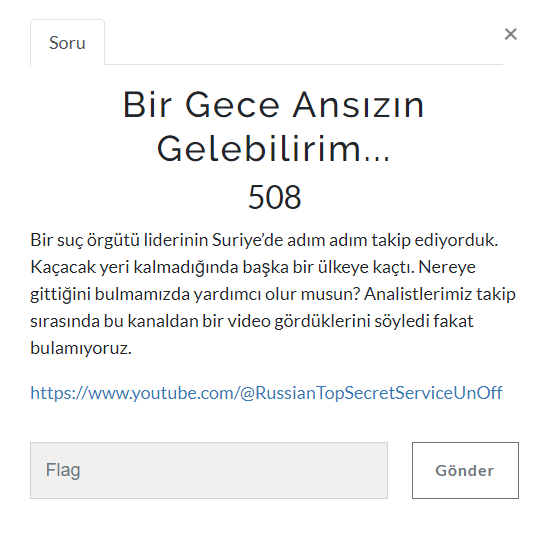 Soru
×
Bir Gece Ansızın
Gelebilirim...
508
Bir suç örgütü liderinin Suriye’de adım adım takip ediyorduk.
Kaçacak yeri kalmadığında başka bir ülkeye kaçtı. Nereye
gittiğini bulmamızda yardımcı olur musun? Analistlerimiz takip
sırasında bu kanaldan bir video gördüklerini söyledi fakat
bulamıyoruz.
https://www.youtube.com/@RussianTopSecretServiceUnOff
Flag
Gönder